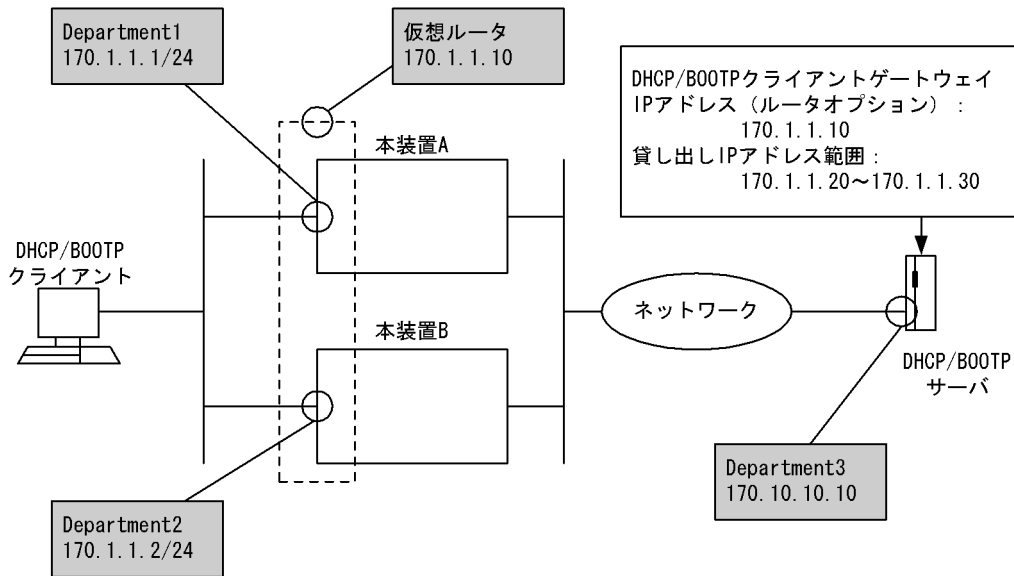 Department1
170.1.1.1/24
仮想ルータ
170.1.1.10
DHCP/BOOTPクライアントゲートウェイ
IPアドレス（ルータオプション）：
170.1.1.10
貸し出しIPアドレス範囲：
170.1.1.20～170.1.1.30
本装置A
DHCP/BOOTP
クライアント
ネットワーク
本装置B
DHCP/BOOTP
サーバ
Department3
170.10.10.10
Department2
170.1.1.2/24